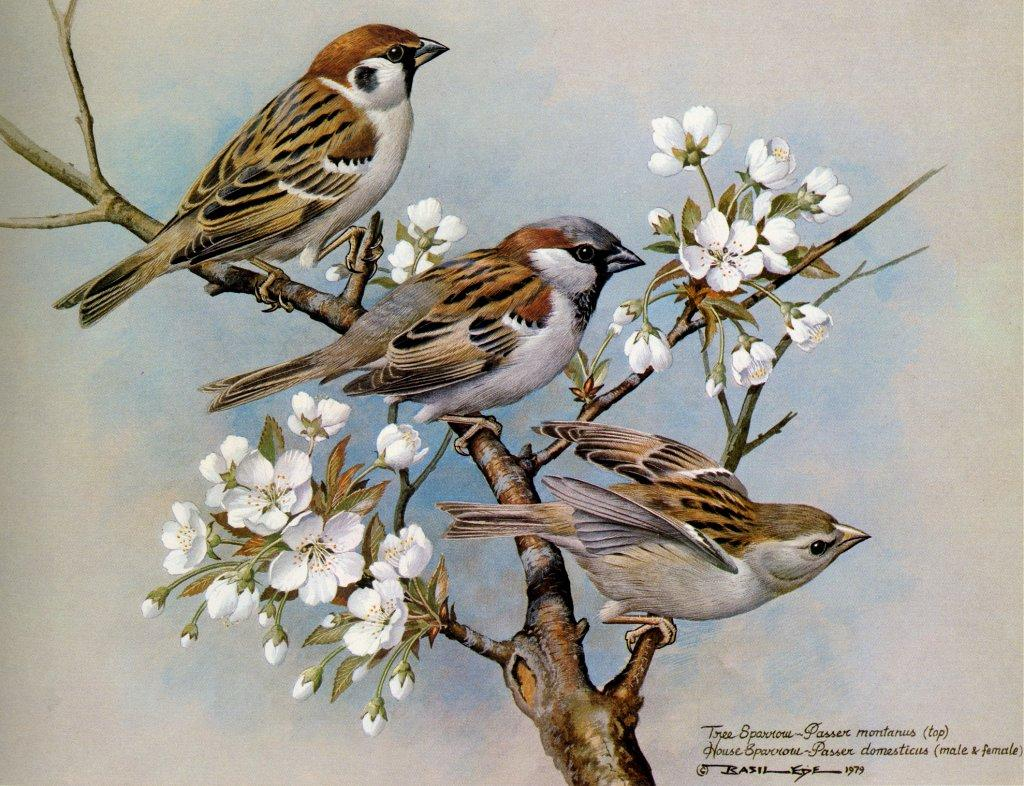 Tree Sparrow-Passer montanus (top)
House Sparrow-Passer domesticus (male & female)
© BASIL EDE 1979